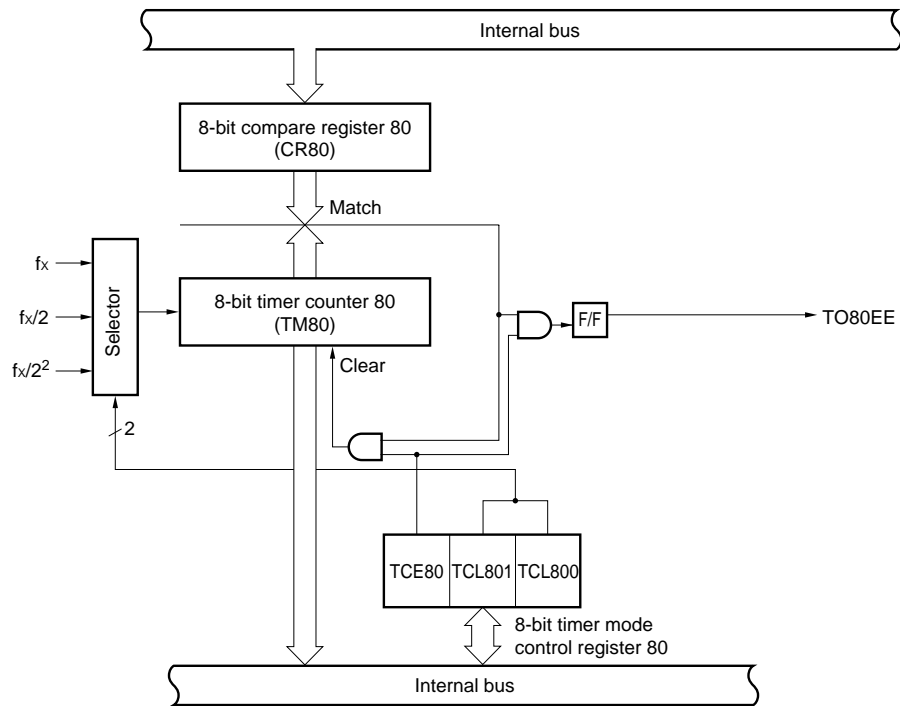 Internal bus
8-bit compare register 80
(CR80)
Match
fX
fX/2
fX/2²
Selector
8-bit timer counter 80
(TM80)
Clear
F/F
TO80EE
2
TCE80
TCL801
TCL800
8-bit timer mode
control register 80
Internal bus